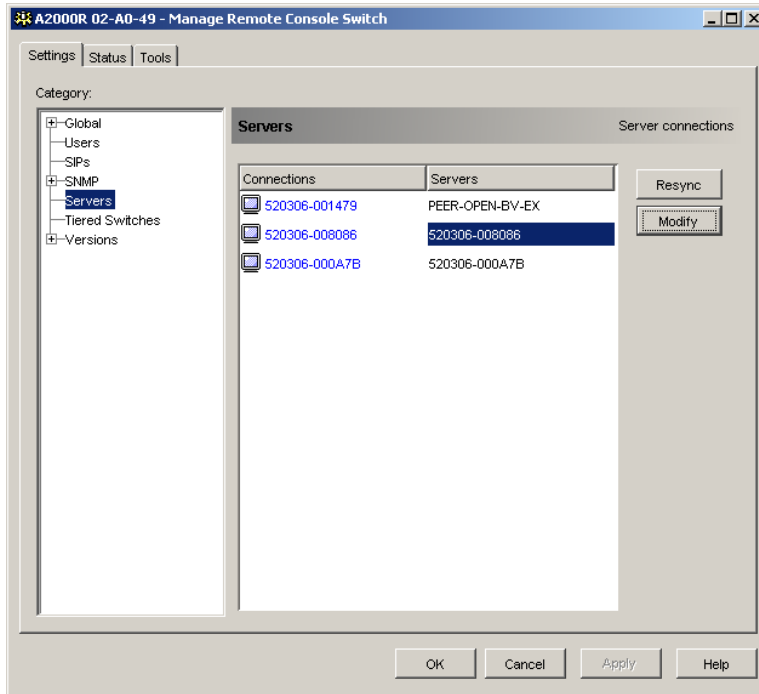 A2000R 02-A0-49 - Manage Remote Console Switch
Settings Status Tools
Category:
Global
Users
SIPs
SNMP
Servers
Tiered Switches
Versions
Servers Server connections
Connections Servers
520306-001479 PEER-OPEN-BV-EX
520306-008086 520306-008086
520306-000A7B 520306-000A7B
Resync
Modify
OK Cancel Apply Help